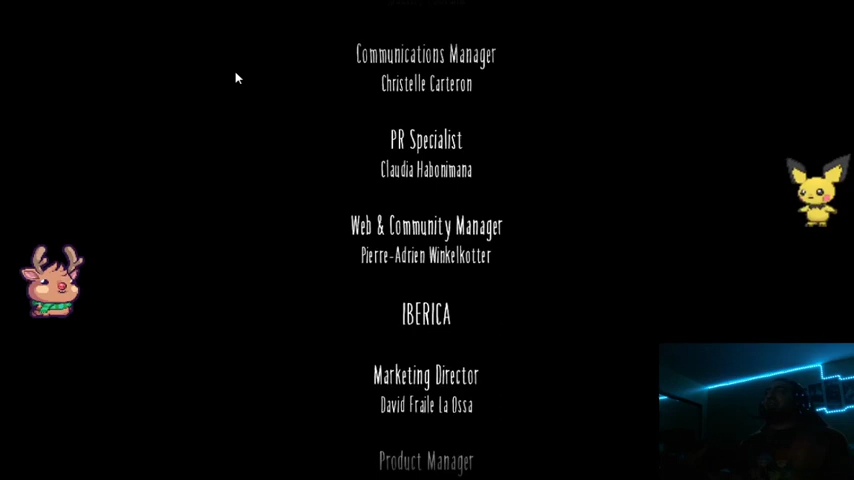 Communications Manager
Christelle Carteron
PR Specialist
Claudia Habonimana
Web & Community Manager
Pierre-Adrien Winkelkotter
IBERICA
Marketing Director
David Fraile La Ossa
Product Manager